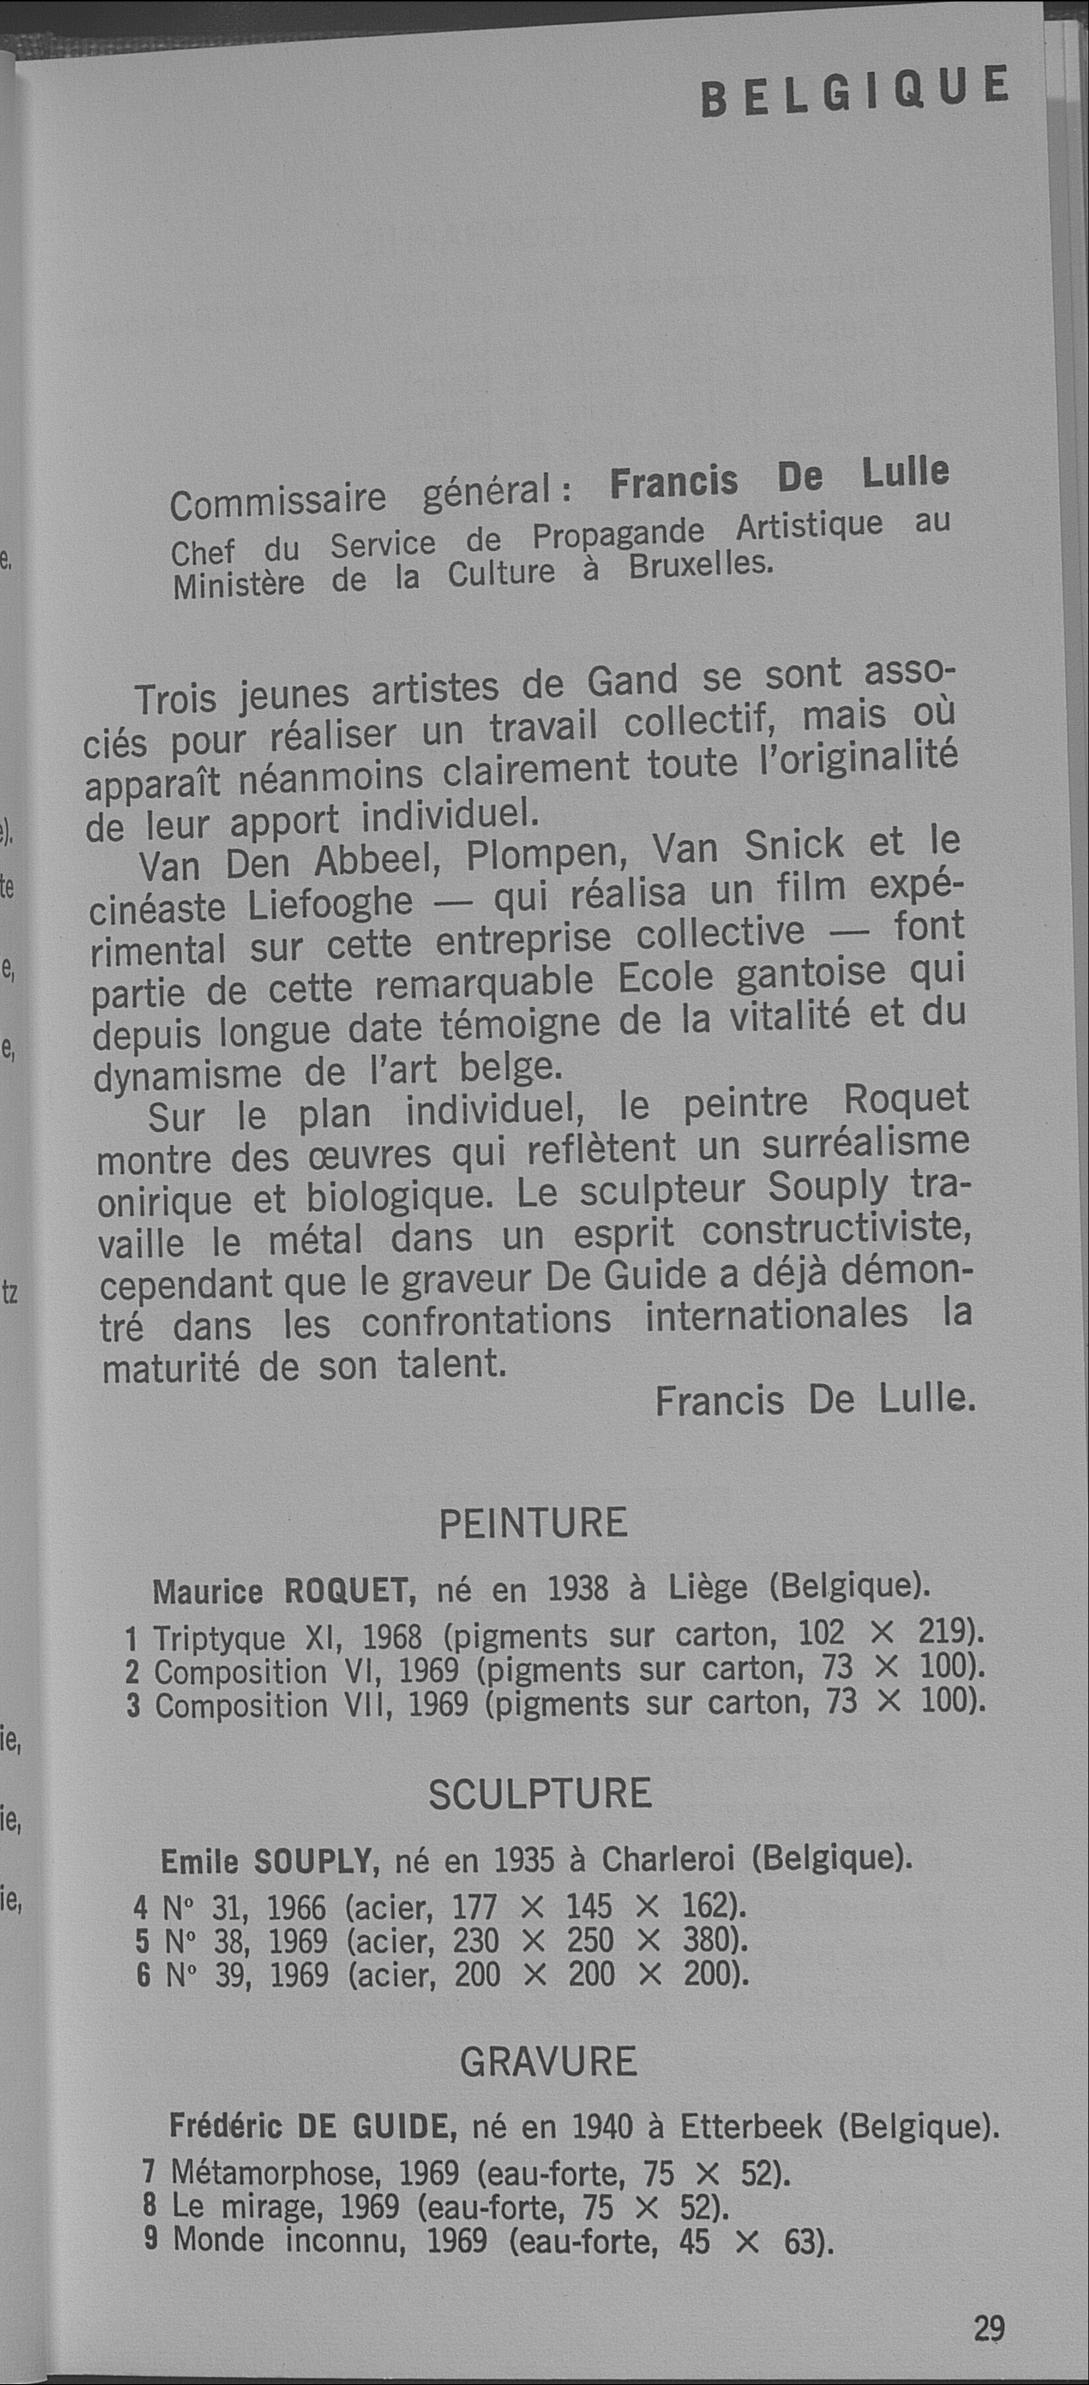 BELGIQUE
Commissaire général : Francis De Lulle
Chef du Service de Propagande Artistique au
Ministère de la Culture à Bruxelles.
Trois jeunes artistes de Gand se sont asso-
ciés pour réaliser un travail collectif, mais où
apparaît néanmoins clairement toute l'originalité
de leur apport individuel.
Van Den Abbeel, Plompen, Van Snick et le
cinéaste Liefooghe — qui réalisa un film expé-
rimental sur cette entreprise collective — font
partie de cette remarquable Ecole gantoise qui
depuis longue date témoigne de la vitalité et du
dynamisme de l'art belge.
Sur le plan individuel, le peintre Roquet
montre des œuvres qui reflètent un surréalisme
onirique et biologique. Le sculpteur Souply tra-
vaille le métal dans un esprit constructiviste,
cependant que le graveur De Guide a déjà démon-
tré dans les confrontations internationales la
maturité de son talent.
Francis De Lulle.
PEINTURE
Maurice ROQUET, né en 1938 à Liège (Belgique).
1 Triptyque XI, 1968 (pigments sur carton, 102 × 219).
2 Composition VI, 1969 (pigments sur carton, 73 × 100).
3 Composition VII, 1969 (pigments sur carton, 73 × 100).
SCULPTURE
Emile SOUPLY, né en 1935 à Charleroi (Belgique).
4 N° 31, 1966 (acier, 177 × 145 × 162).
5 N° 38, 1969 (acier, 230 × 250 × 380).
6 N° 39, 1969 (acier, 200 × 200 × 200).
GRAVURE
Frédéric DE GUIDE, né en 1940 à Etterbeek (Belgique).
7 Métamorphose, 1969 (eau-forte, 75 × 52).
8 Le mirage, 1969 (eau-forte, 75 × 52).
9 Monde inconnu, 1969 (eau-forte, 45 × 63).
29